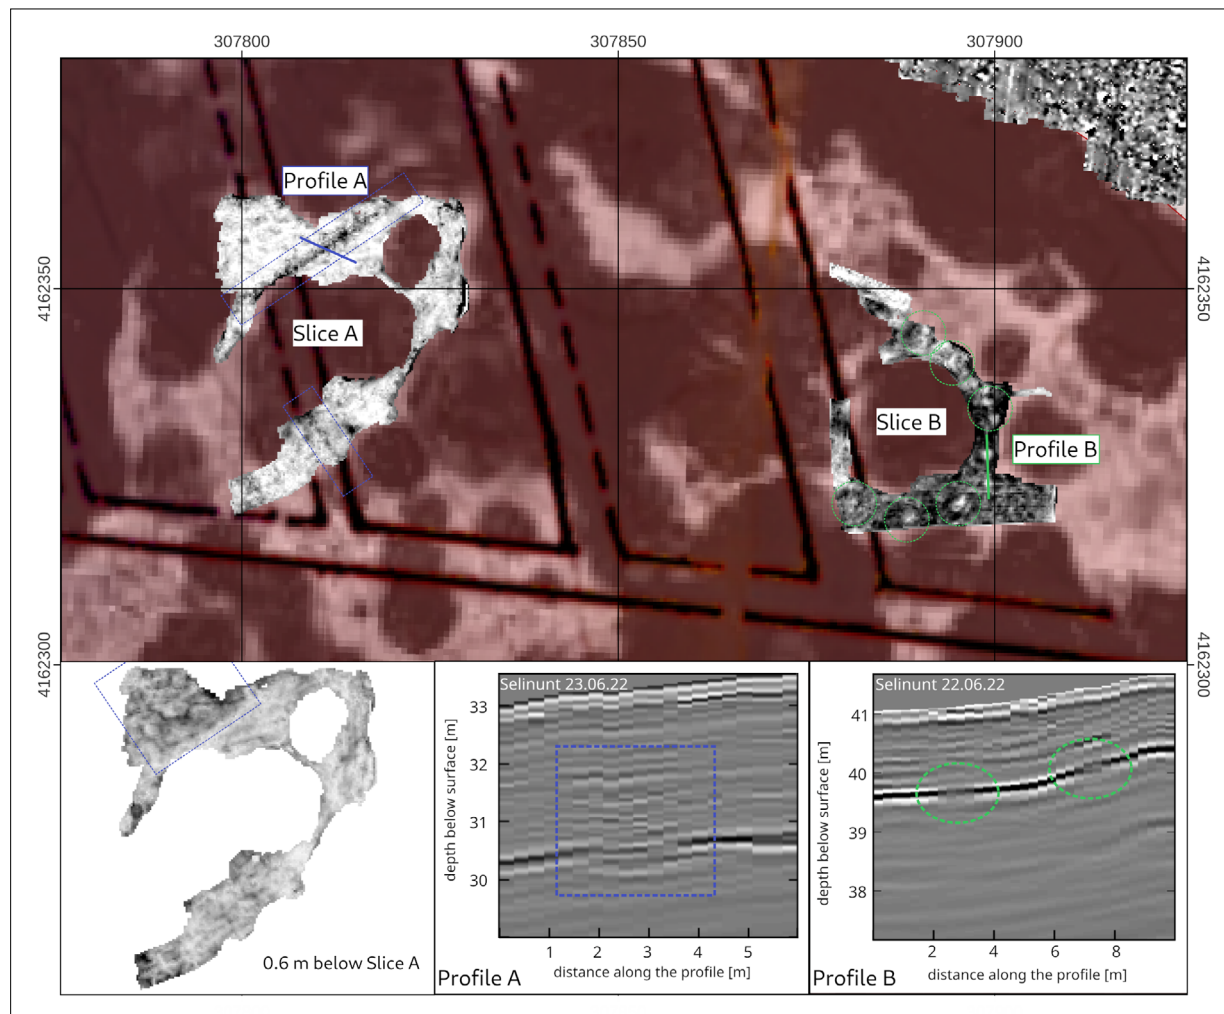 307800
307850
307900
Profile A
4162350
4162350
Slice A
Slice B
Profile B
4162300
4162300
0.6 m below Slice A
Selinunt 23.06.22
33
32
31
30
depth below surface [m]
1
2
3
4
5
distance along the profile [m]
Profile A
Selinunt 22.06.22
41
40
39
38
depth below surface [m]
2
4
6
8
distance along the profile [m]
Profile B